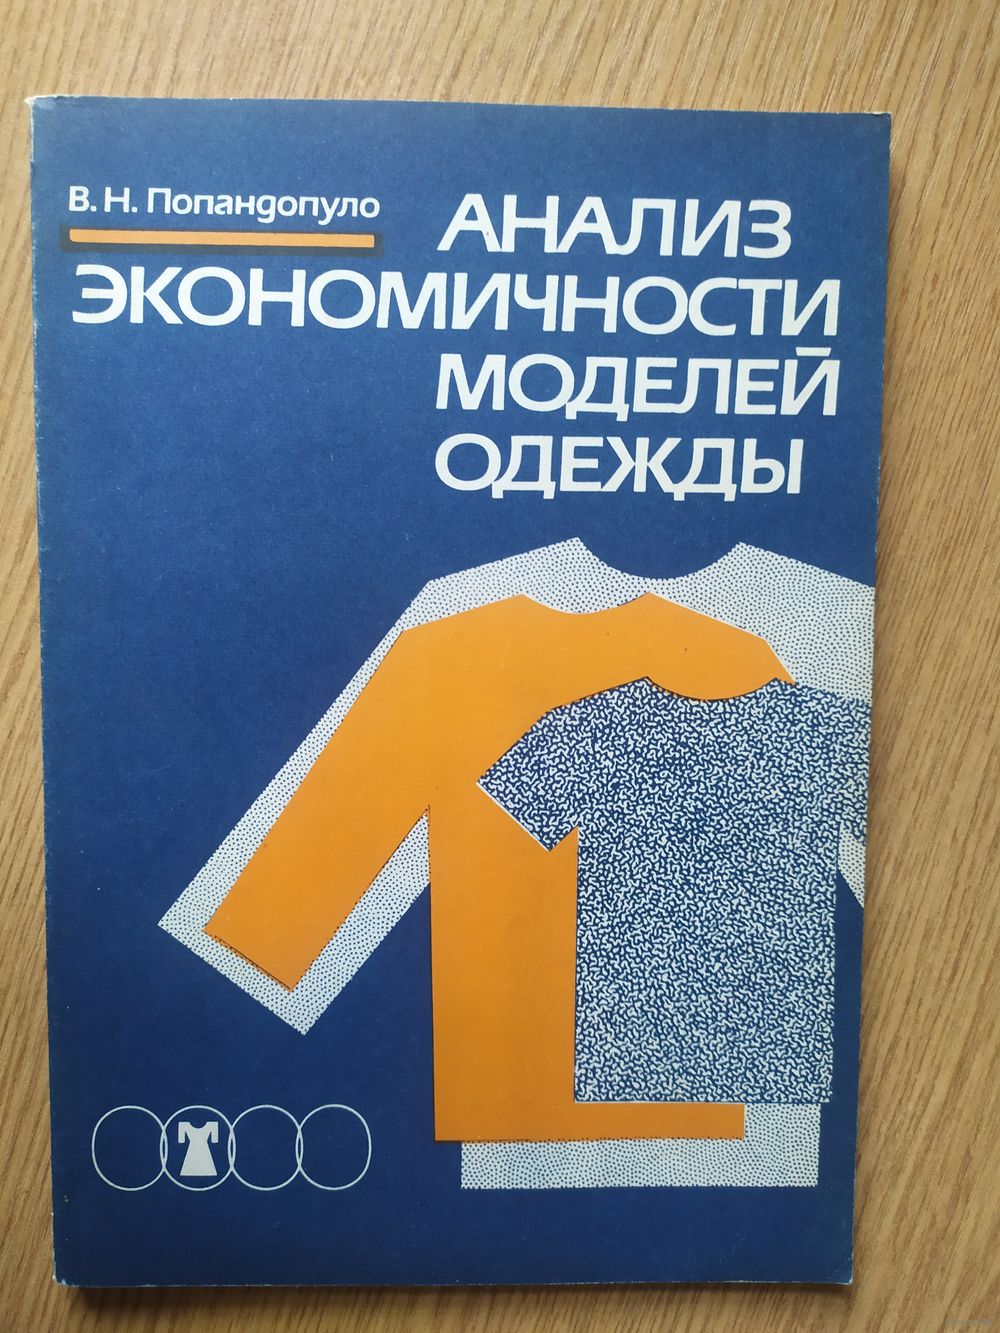 В. Н. Попандопуло
АНАЛИЗ
ЭКОНОМИЧНОСТИ
МОДЕЛЕЙ
ОДЕЖДЫ